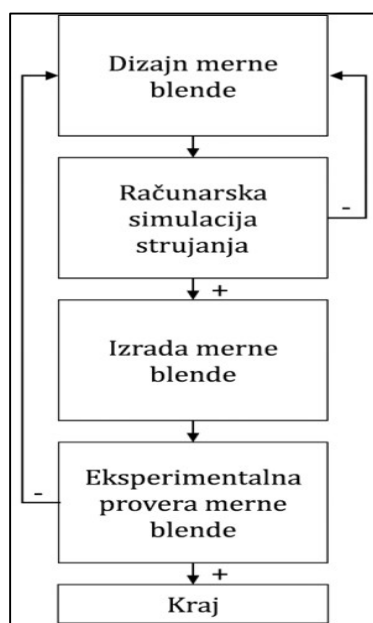 Dizajn merne
blende
Računarska
simulacija
strujanja
-
+
Izrada merne
blende
Eksperimentalna
provera merne
blende
-
+
Kraj